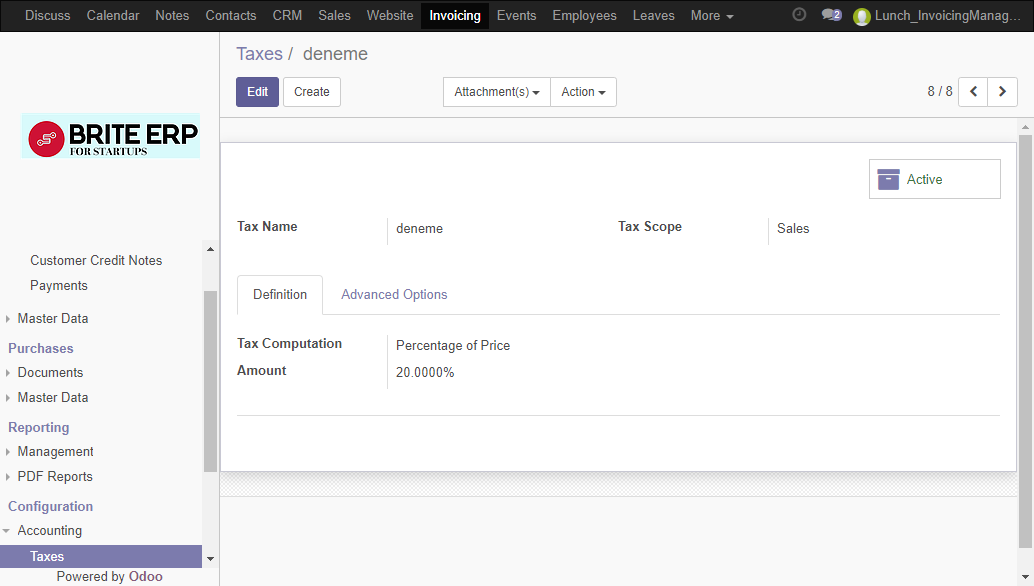 Discuss Calendar Notes Contacts CRM Sales Website Invoicing Events Employees Leaves More 2 Lunch_InvoicingManag...
Taxes / deneme
Edit Create Attachment(s) Action 8 / 8
BRITE ERP
FOR STARTUPS
Active
Tax Name deneme Tax Scope Sales
Customer Credit Notes
Payments
Master Data
Purchases
Documents
Master Data
Reporting
Management
PDF Reports
Configuration
Accounting
Taxes
Powered by Odoo
Definition Advanced Options
Tax Computation Percentage of Price
Amount 20.0000%